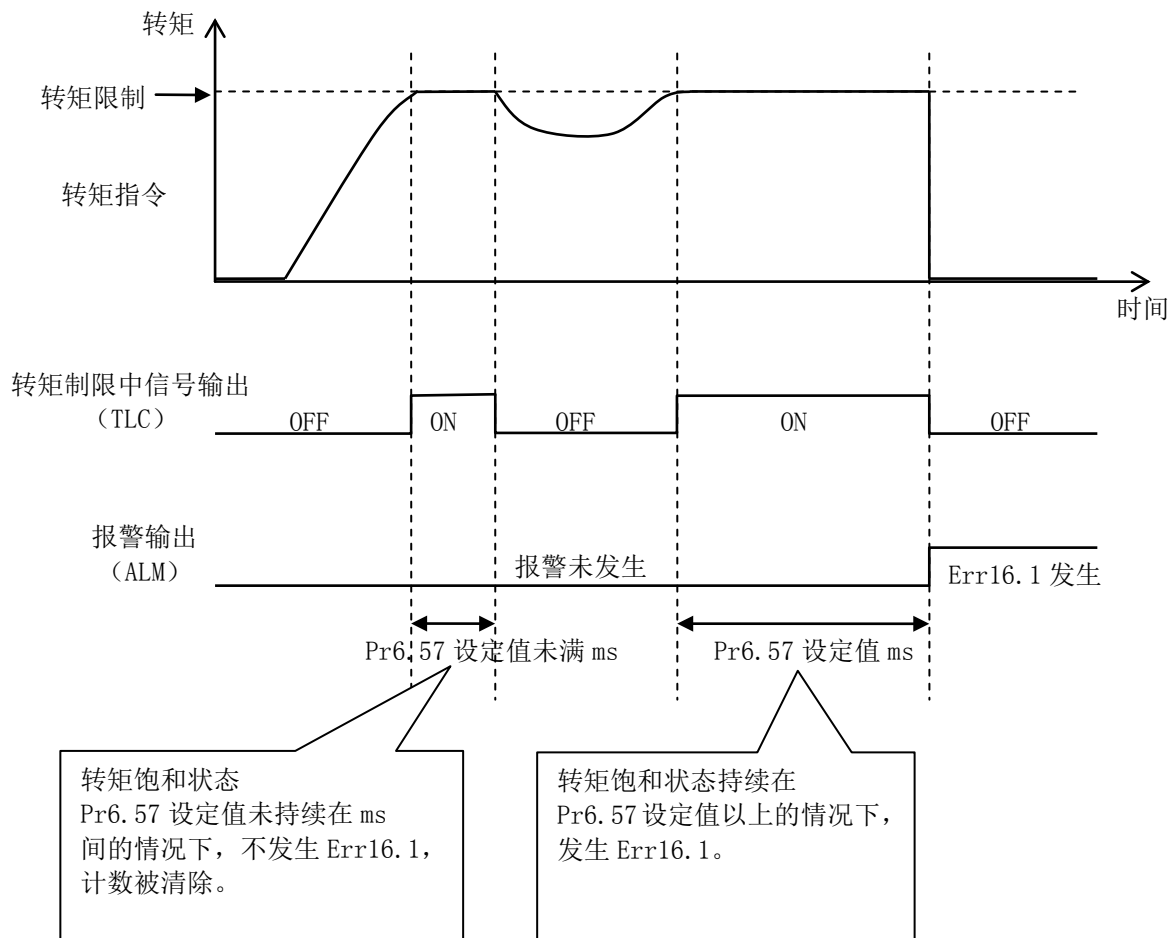 转矩
转矩限制
转矩指令
时间
转矩制限中信号输出
（TLC）
OFF
ON
OFF
ON
OFF
报警输出
（ALM）
报警未发生
Err16.1 发生
Pr6.57 设定值未满 ms
Pr6.57 设定值 ms
转矩饱和状态
Pr6.57 设定值未持续在 ms
间的情况下，不发生 Err16.1，
计数被清除。
转矩饱和状态持续在
Pr6.57 设定值以上的情况下，
发生 Err16.1。